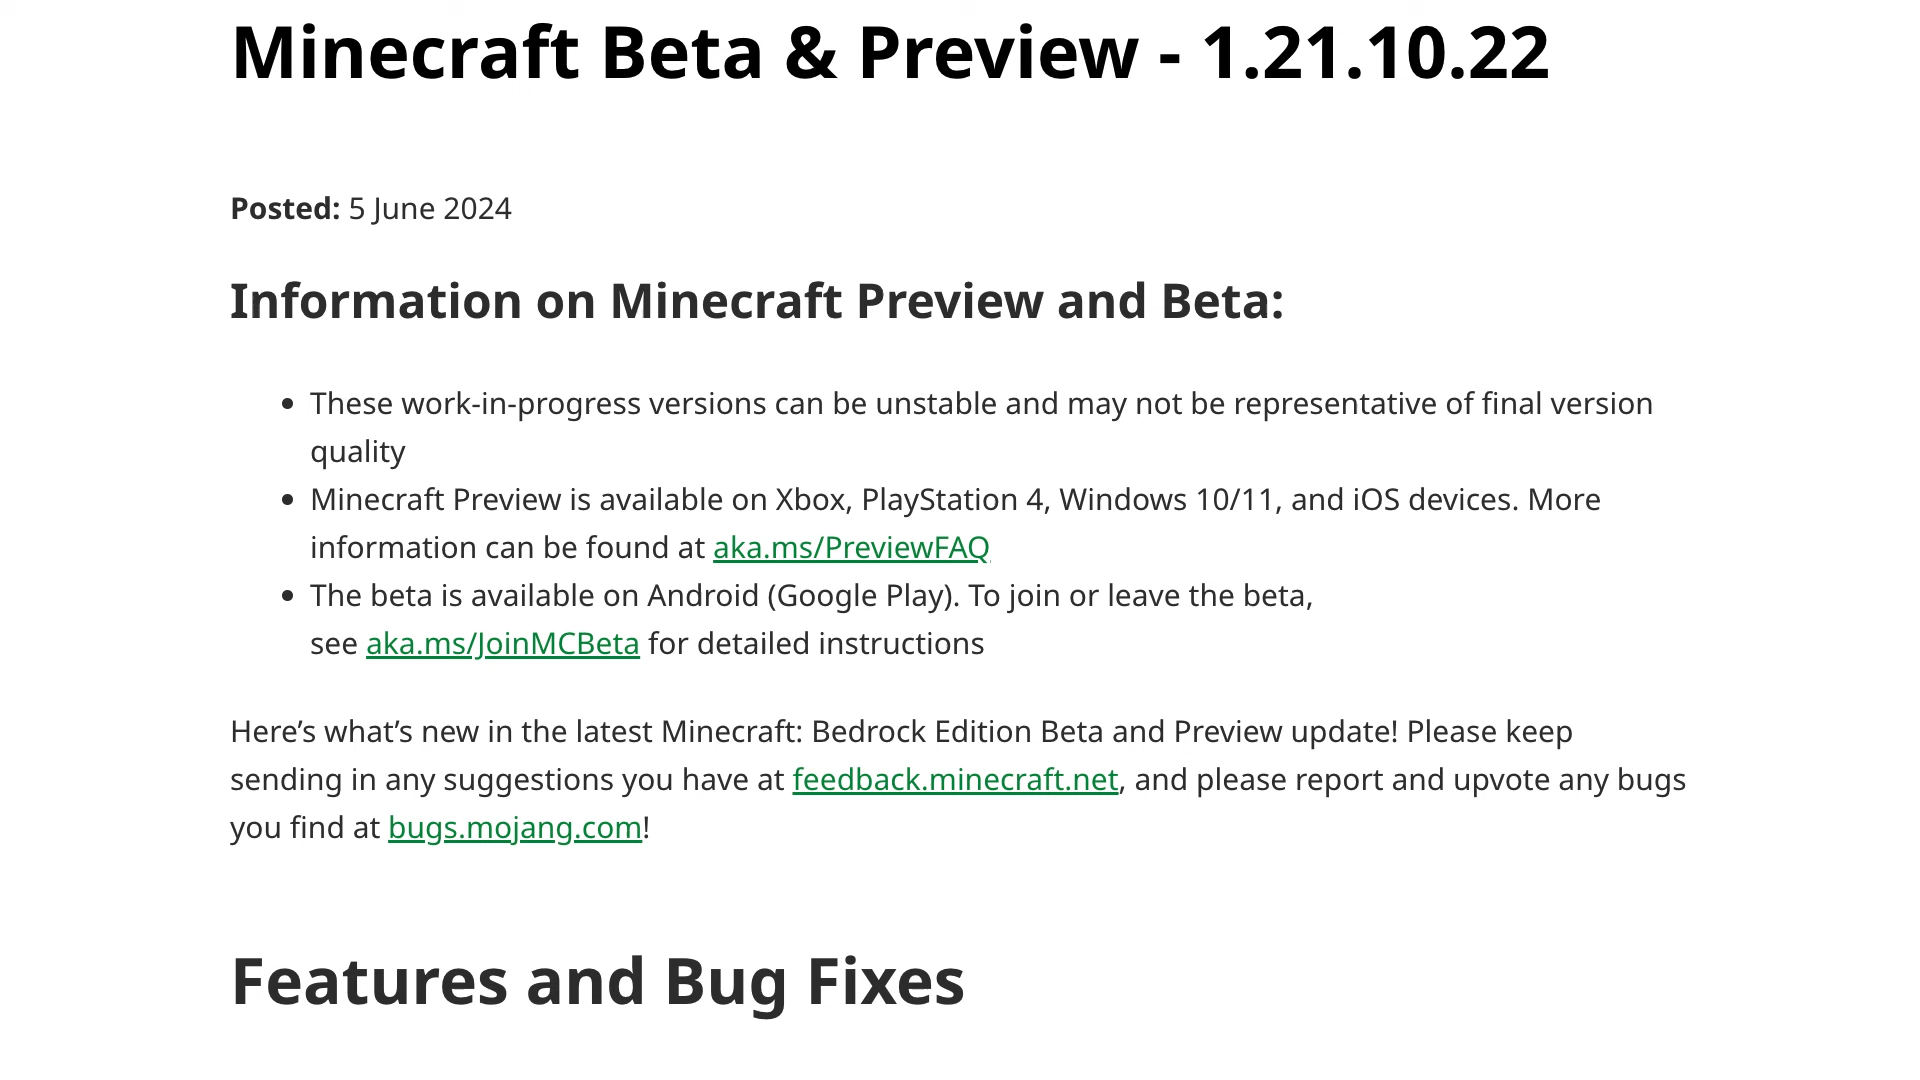 Minecraft Beta & Preview - 1.21.10.22
Posted: 5 June 2024
Information on Minecraft Preview and Beta:
These work-in-progress versions can be unstable and may not be representative of final version
quality
Minecraft Preview is available on Xbox, PlayStation 4, Windows 10/11, and iOS devices. More
information can be found at aka.ms/PreviewFAQ
The beta is available on Android (Google Play). To join or leave the beta,
see aka.ms/JoinMCBeta for detailed instructions
Here’s what’s new in the latest Minecraft: Bedrock Edition Beta and Preview update! Please keep
sending in any suggestions you have at feedback.minecraft.net, and please report and upvote any bugs
you find at bugs.mojang.com!
Features and Bug Fixes